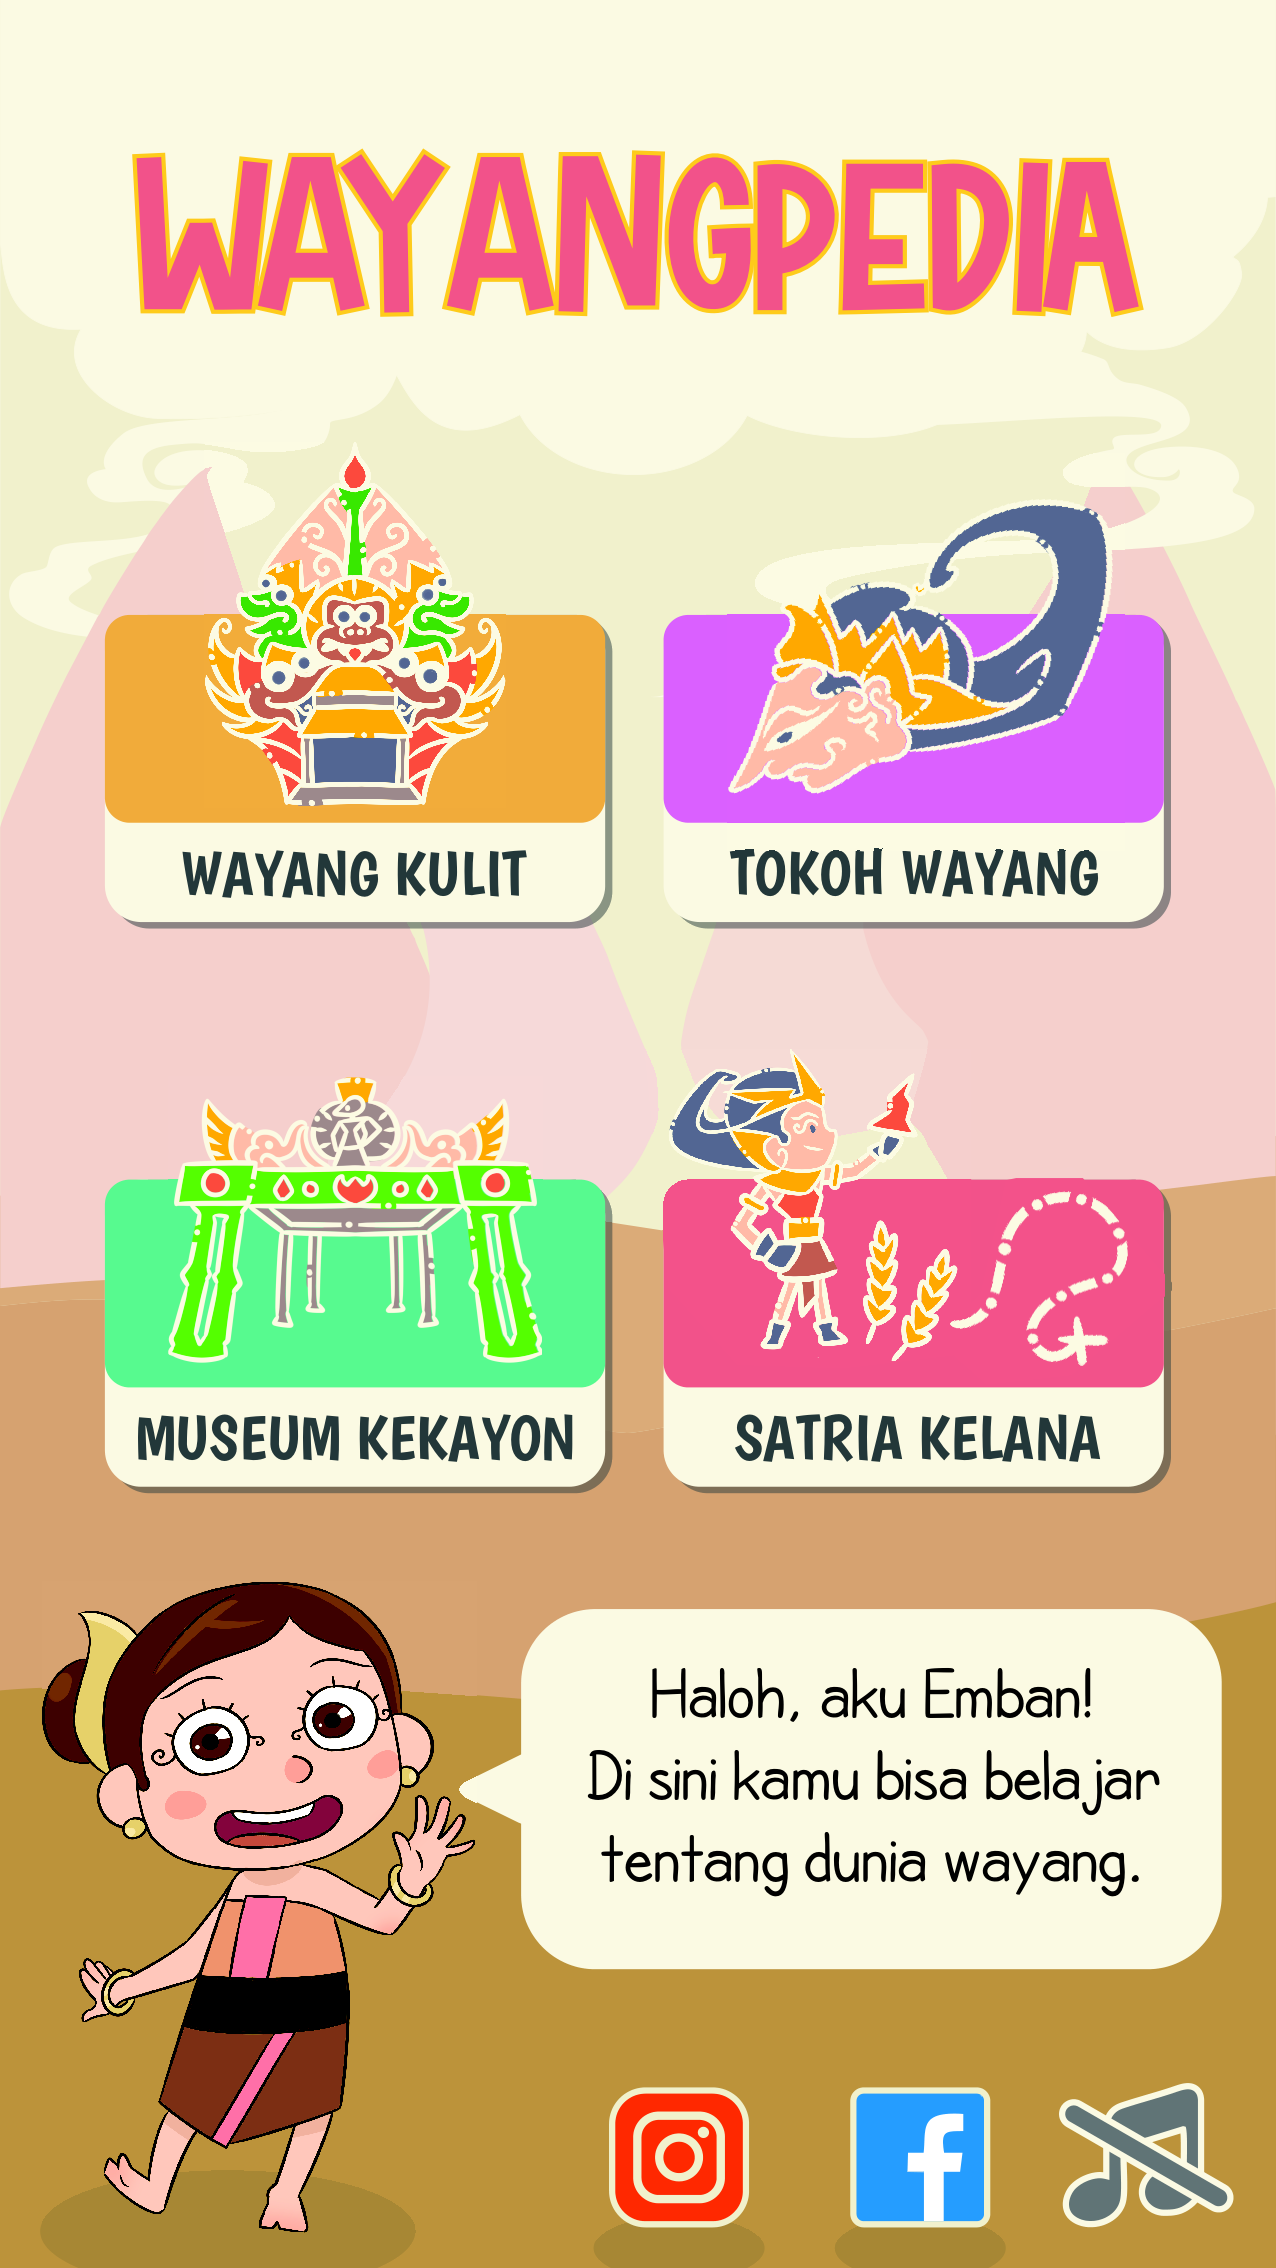 WAYANGPEDIA
WAYANG KULIT
TOKOH WAYANG
MUSEUM KEKAYON
SATRIA KELANA
Haloh, aku Emban!
Di sini kamu bisa belajar
tentang dunia wayang.